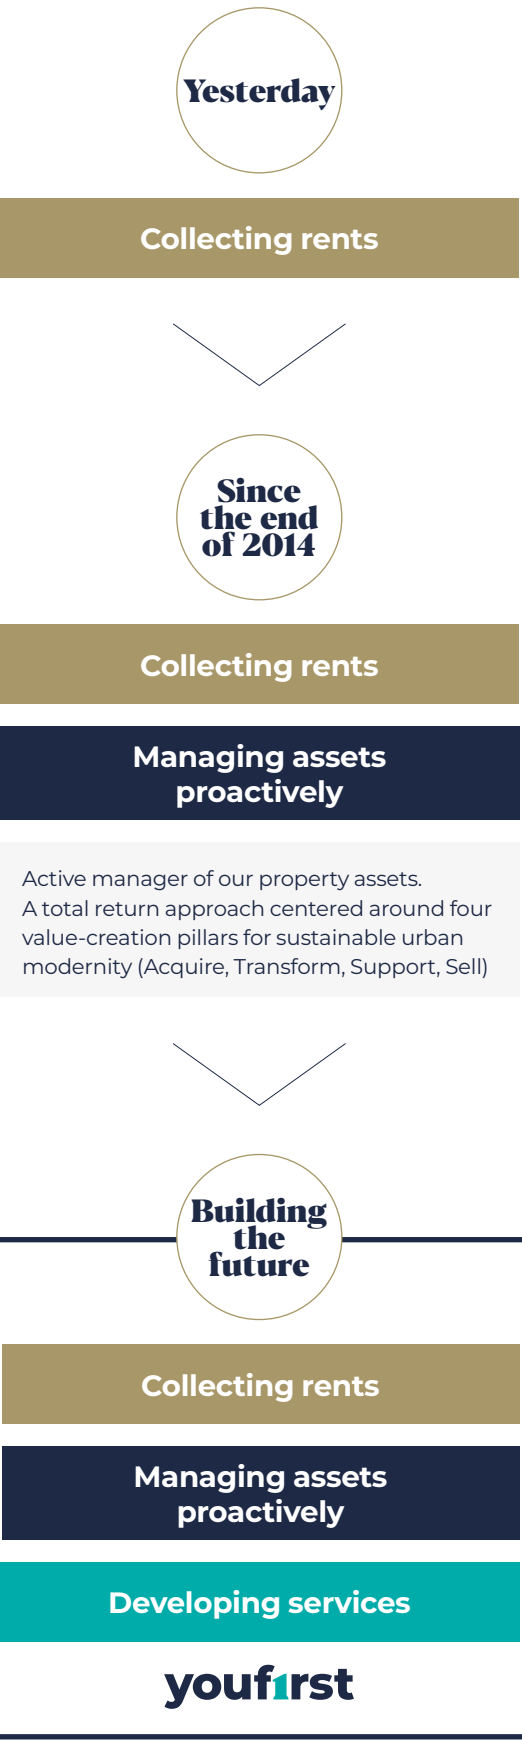 Yesterday
Collecting rents
Since
the end
of 2014
Collecting rents
Managing assets
proactively
Active manager of our property assets.
A total return approach centered around four
value-creation pillars for sustainable urban
modernity (Acquire, Transform, Support, Sell)
Building
the
future
Collecting rents
Managing assets
proactively
Developing services
youf1rst